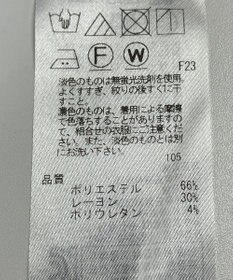 F W F23
淡色のものは無蛍光洗剤を使用、
よくすすぎ、絞りの後すぐに干
すこと。
濃色のものは、着用による摩擦
で色落ちすることがありますの
で、組合せの衣服にご注意くださ
い。また、淡色のものとは別に
お洗い下さい。
105
品質
ポリエステル 66%
レーヨン 30%
ポリウレタン 4%